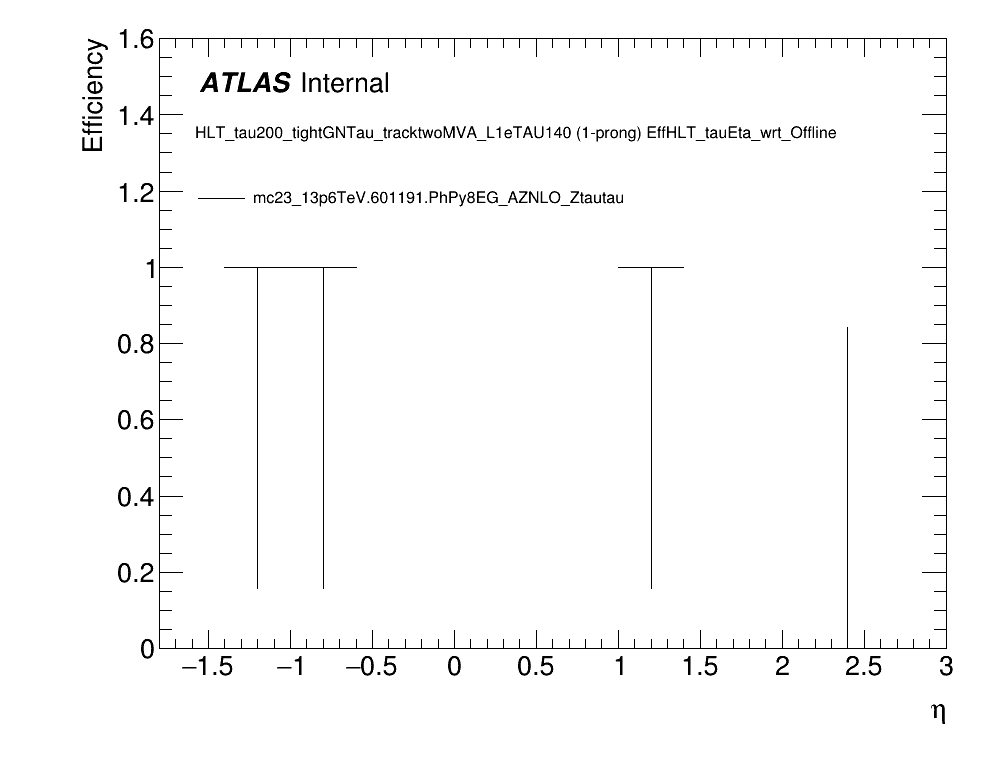 Efficiency
1.6
1.4
1.2
1
0.8
0.6
0.4
0.2
0
ATLAS Internal
HLT_tau200_tightGNTau_tracktwoMVA_L1eTAU140 (1-prong) EffHLT_tauEta_wrt_Offline
mc23_13p6TeV.601191.PhPy8EG_AZNLO_Ztautau
−1.5 −1 −0.5 0 0.5 1 1.5 2 2.5 3
η